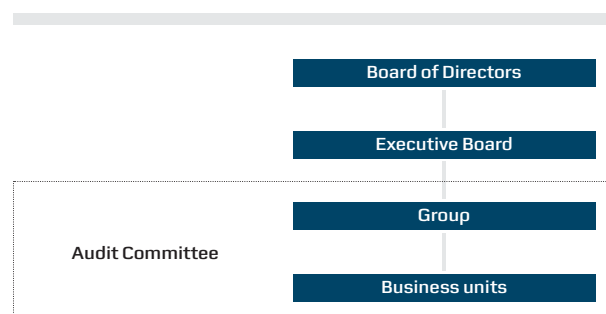 Board of Directors
Executive Board
Group
Audit Committee
Business units